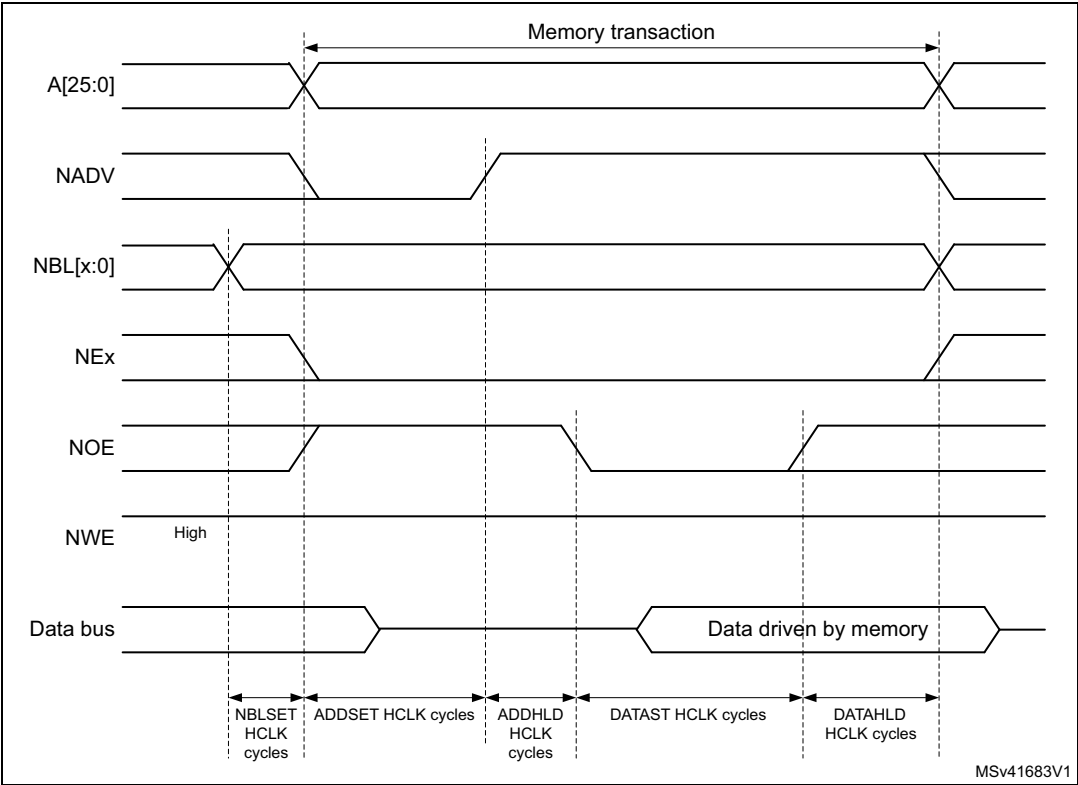 Memory transaction
A[25:0]
NADV
NBL[x:0]
NEx
NOE
NWE
High
Data bus
Data driven by memory
NBLSET
HCLK
cycles
ADDSET HCLK cycles
ADDHLD
HCLK
cycles
DATAST HCLK cycles
DATAHLD
HCLK cycles
MSv41683V1